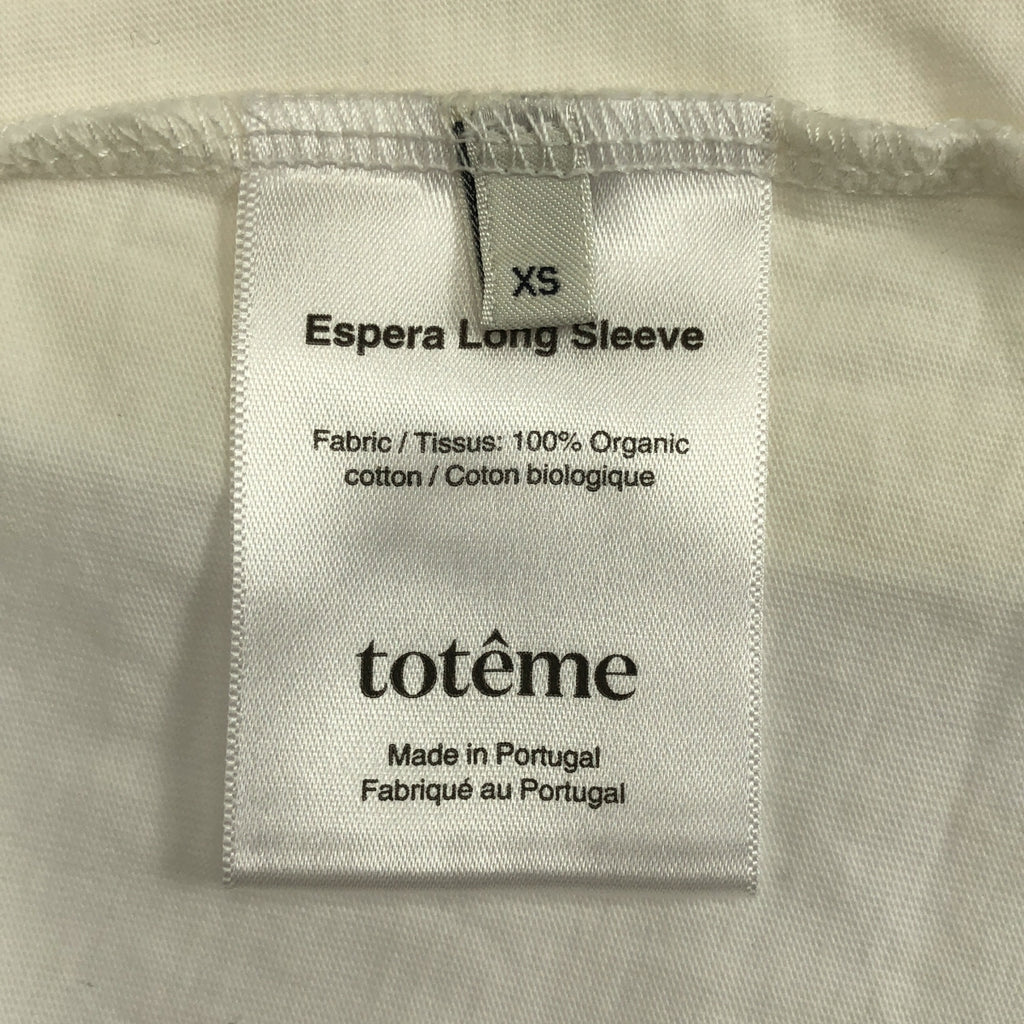 XS
Espera Long Sleeve
Fabric / Tissus: 100% Organic
cotton / Coton biologique
totême
Made in Portugal
Fabriqué au Portugal